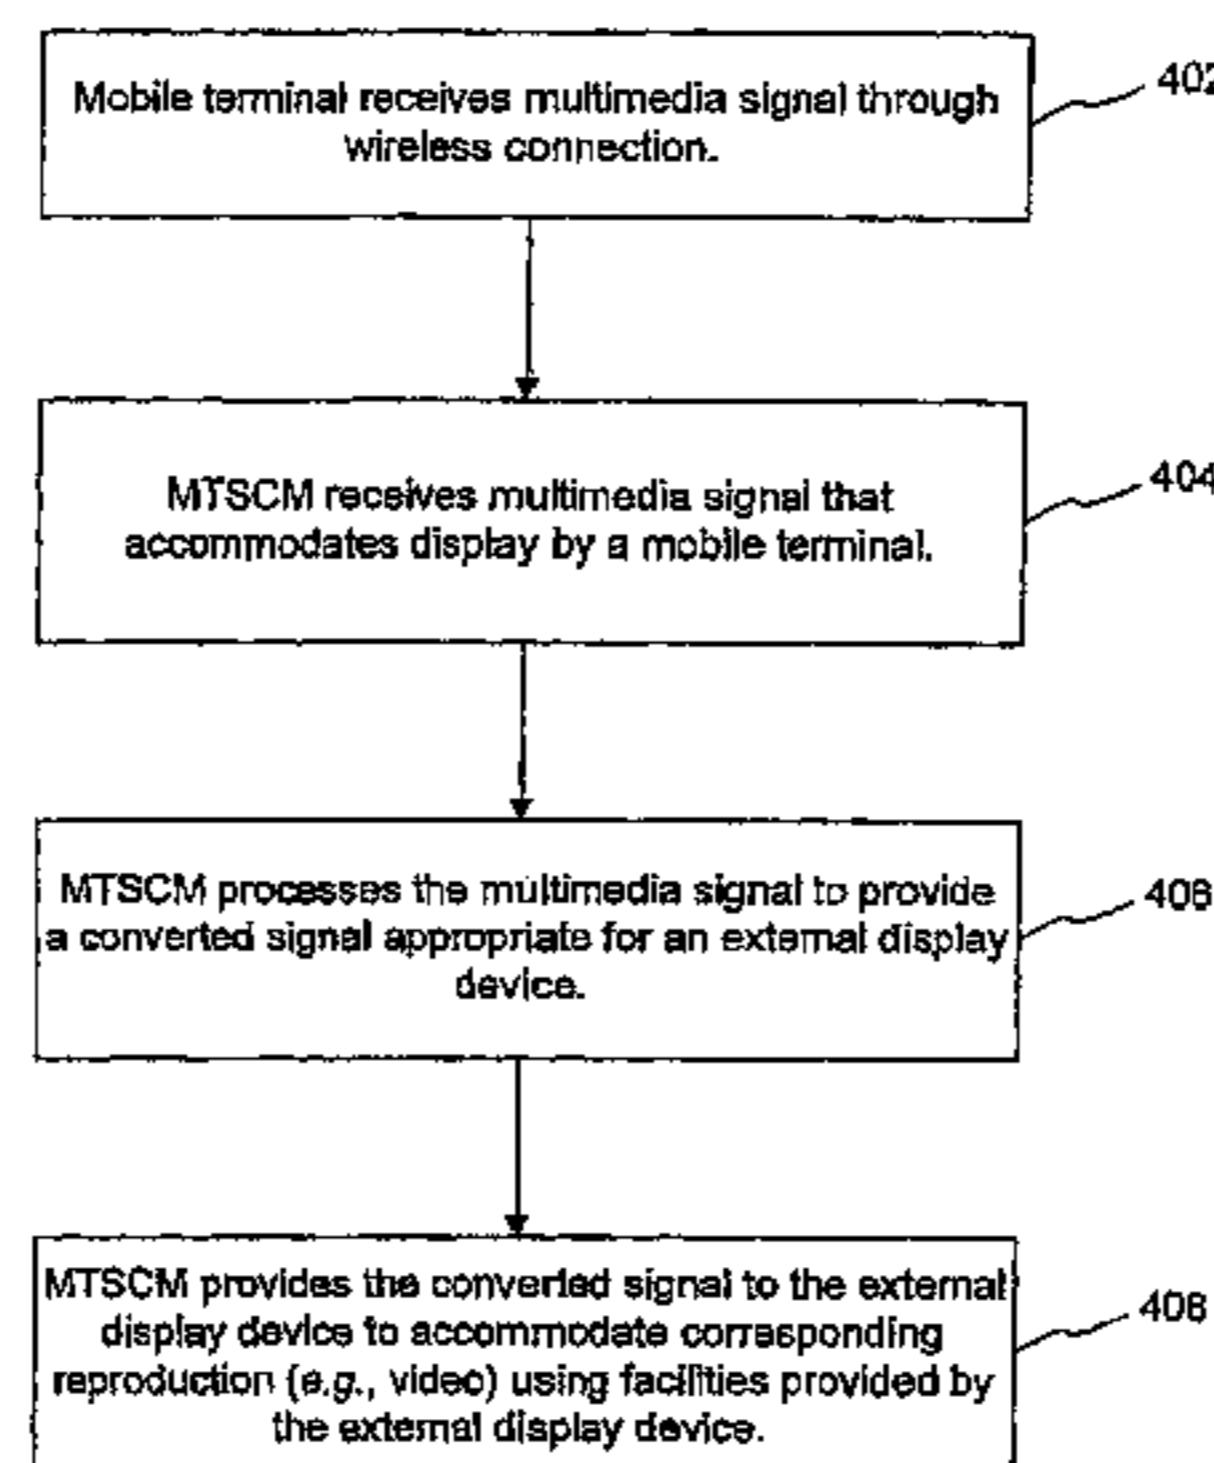 Mobile terminal receives multimedia signal through
wireless connection.
402
MTSCM receives multimedia signal that
accommodates display by a mobile terminal.
404
MTSCM processes the multimedia signal to provide
a converted signal appropriate for an external display
device.
406
MTSCM provides the converted signal to the external
display device to accommodate corresponding
reproduction (e.g., video) using facilities provided by
the external display device.
408